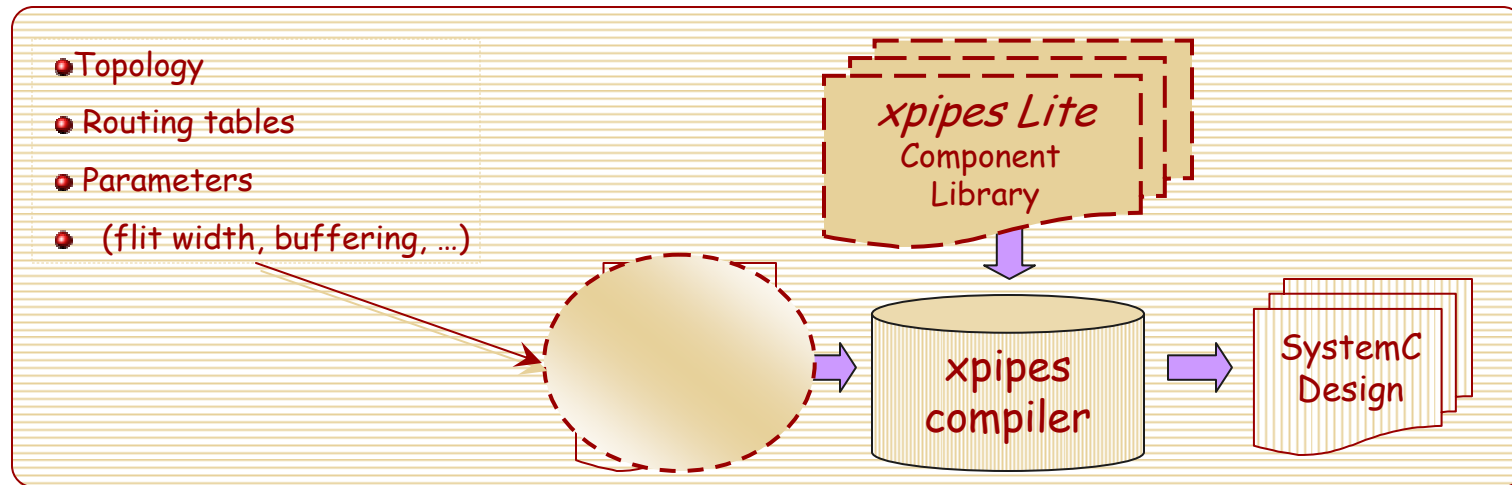 Topology
Routing tables
Parameters
(flit width, buffering, …)
xpipes Lite
Component
Library
xpipes
compiler
SystemC
Design